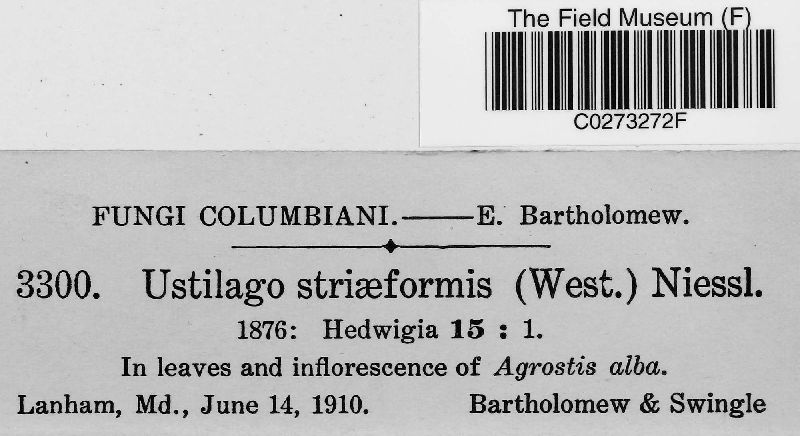 The Field Museum (F)
C0273272F
FUNGI COLUMBIANI.——E. Bartholomew.
3300. Ustilago striæformis (West.) Niessl.
1876: Hedwigia 15 : 1.
In leaves and inflorescence of Agrostis alba.
Lanham, Md., June 14, 1910. Bartholomew & Swingle